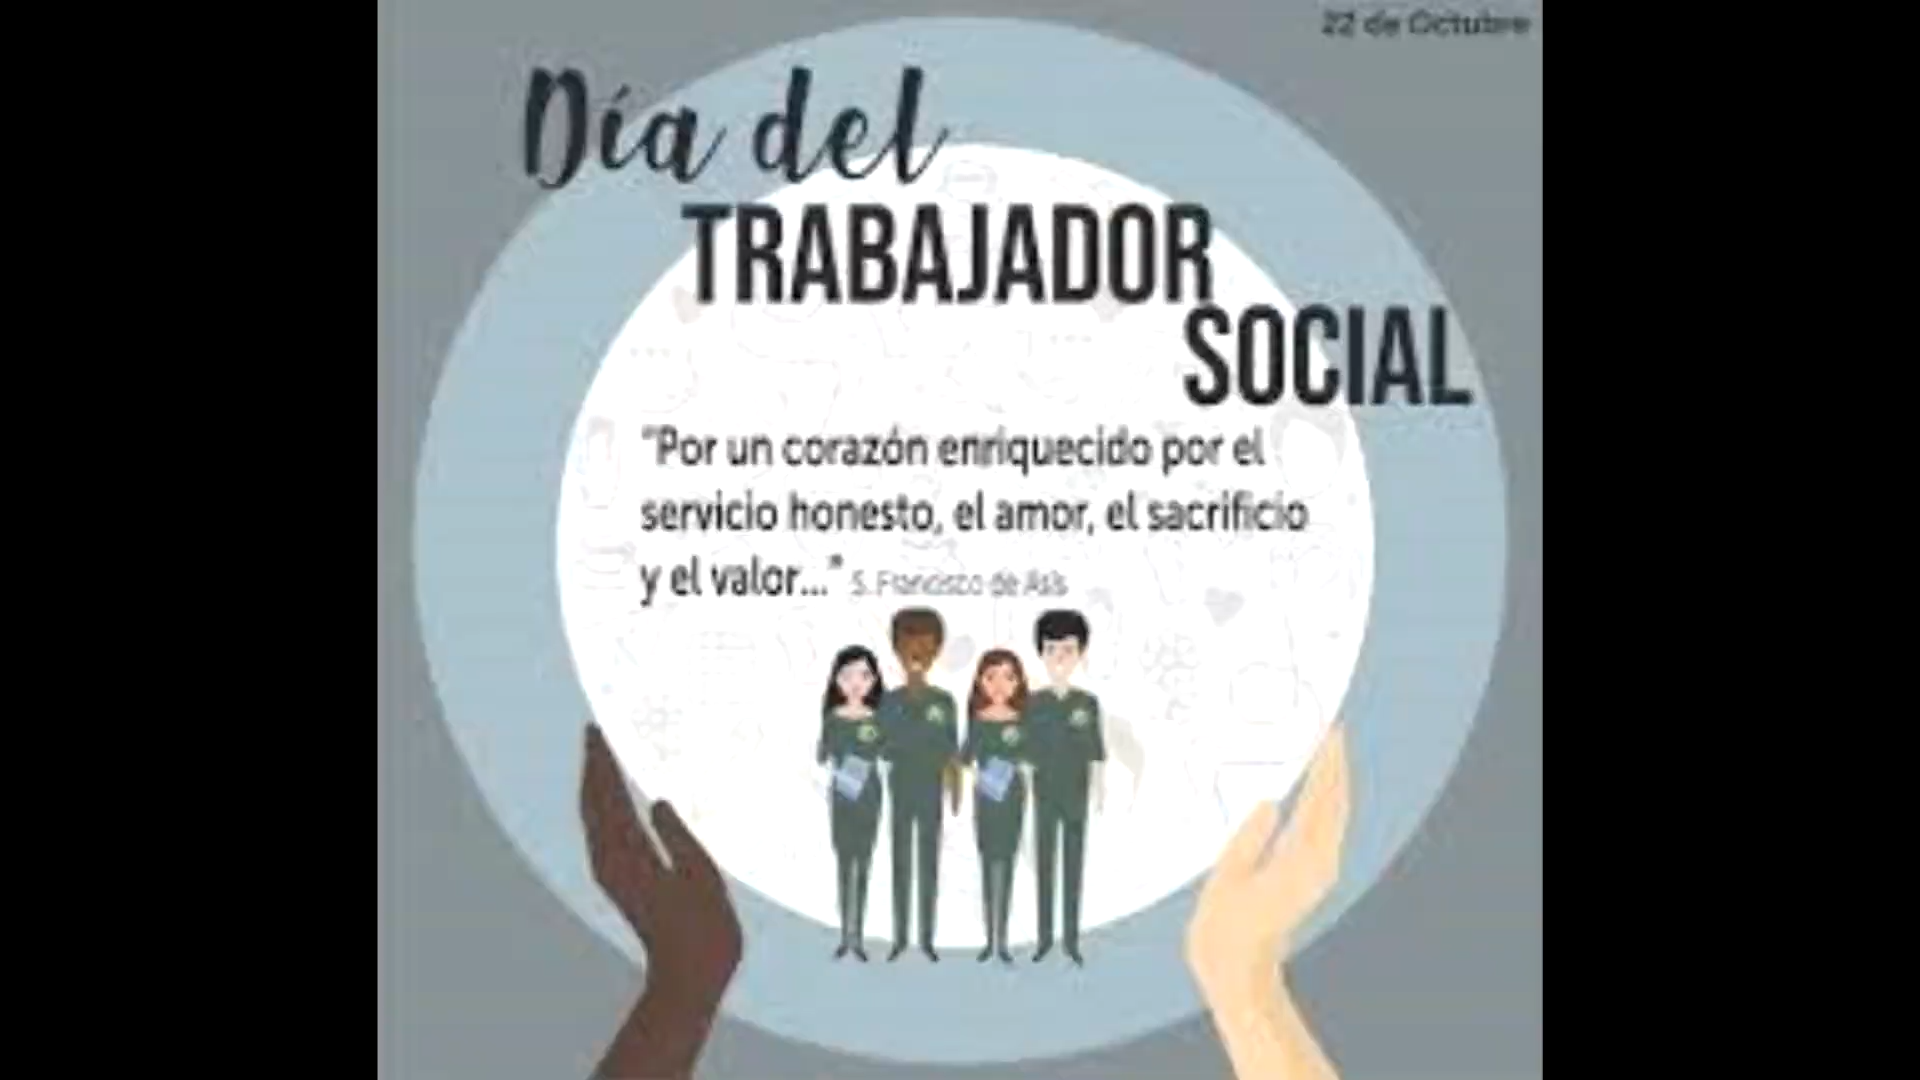 22 de Octubre
Día del
TRABAJADOR
SOCIAL
"Por un corazón enriquecido por el
servicio honesto, el amor, el sacrificio
y el valor..." S. Francisco de Asís